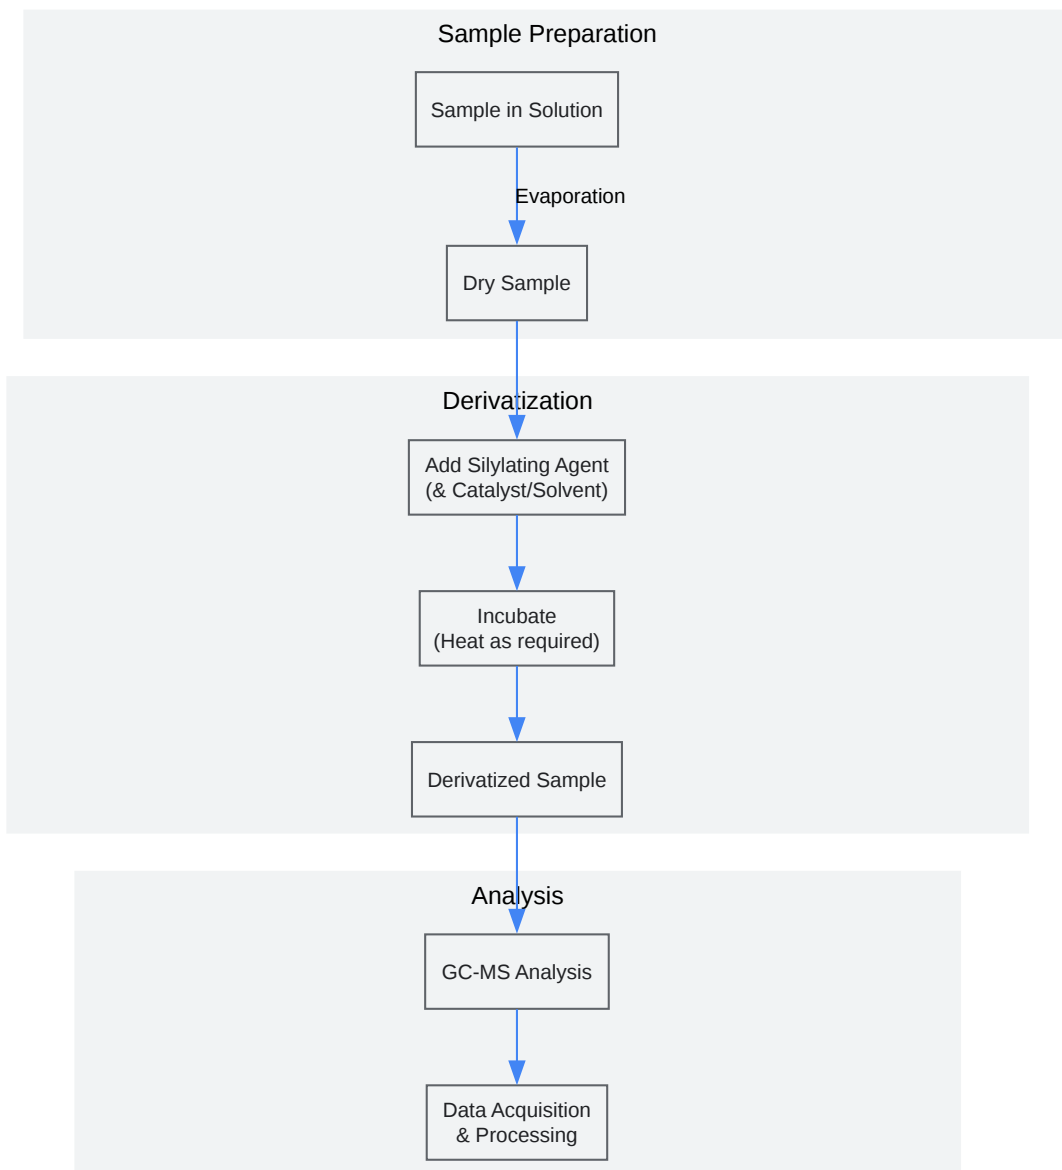 Sample Preparation
Sample in Solution
Evaporation
Dry Sample
Derivatization
Add Silylating Agent
(& Catalyst/Solvent)
Incubate
(Heat as required)
Derivatized Sample
Analysis
GC-MS Analysis
Data Acquisition
& Processing